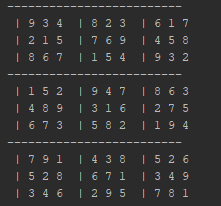 -------------------------
| 9 3 4 | 8 2 3 | 6 1 7
| 2 1 5 | 7 6 9 | 4 5 8
| 8 6 7 | 1 5 4 | 9 3 2
-------------------------
| 1 5 2 | 9 4 7 | 8 6 3
| 4 8 9 | 3 1 6 | 2 7 5
| 6 7 3 | 5 8 2 | 1 9 4
-------------------------
| 7 9 1 | 4 3 8 | 5 2 6
| 5 2 8 | 6 7 1 | 3 4 9
| 3 4 6 | 2 9 5 | 7 8 1